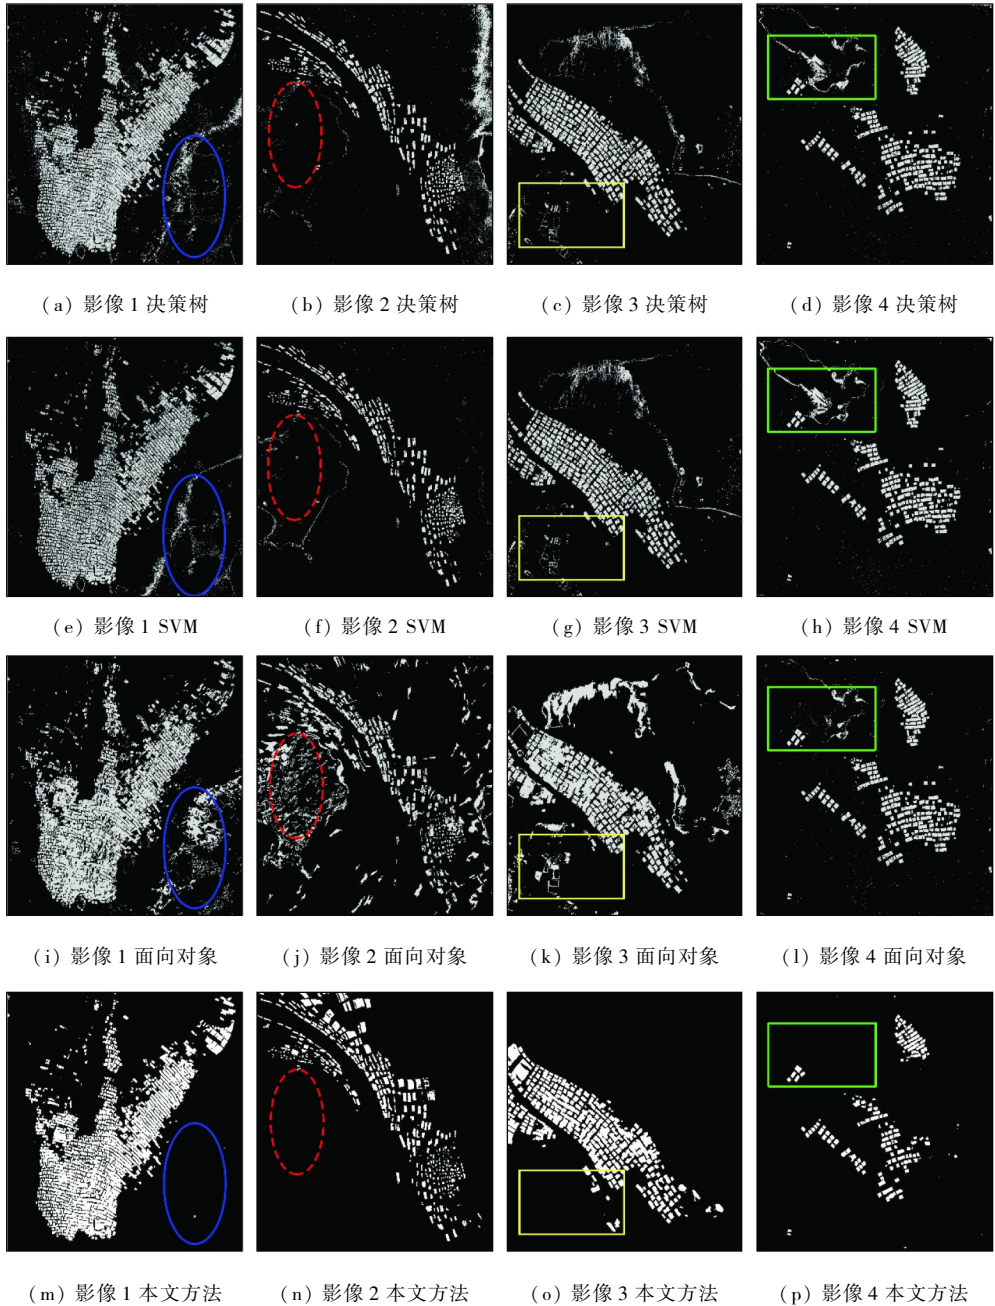 (a) 影像 1 决策树 (b) 影像 2 决策树 (c) 影像 3 决策树 (d) 影像 4 决策树
(e) 影像 1 SVM (f) 影像 2 SVM (g) 影像 3 SVM (h) 影像 4 SVM
(i) 影像 1 面向对象 (j) 影像 2 面向对象 (k) 影像 3 面向对象 (l) 影像 4 面向对象
(m) 影像 1 本文方法 (n) 影像 2 本文方法 (o) 影像 3 本文方法 (p) 影像 4 本文方法